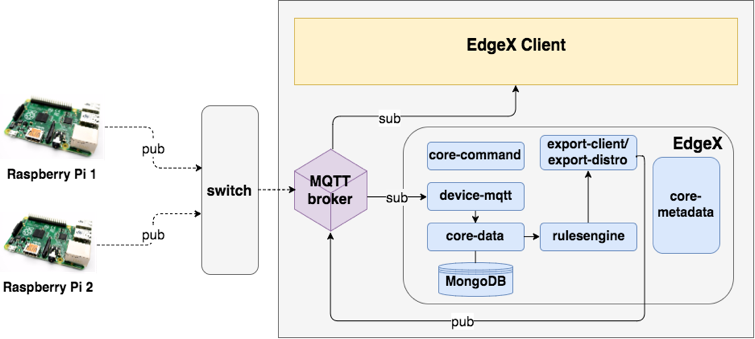 EdgeX Client
sub
pub
Raspberry Pi 1
switch
MQTT
broker
sub
EdgeX
core-command
export-client/
export-distro
device-mqtt
core-
metadata
core-data
rulesengine
MongoDB
pub
Raspberry Pi 2
pub